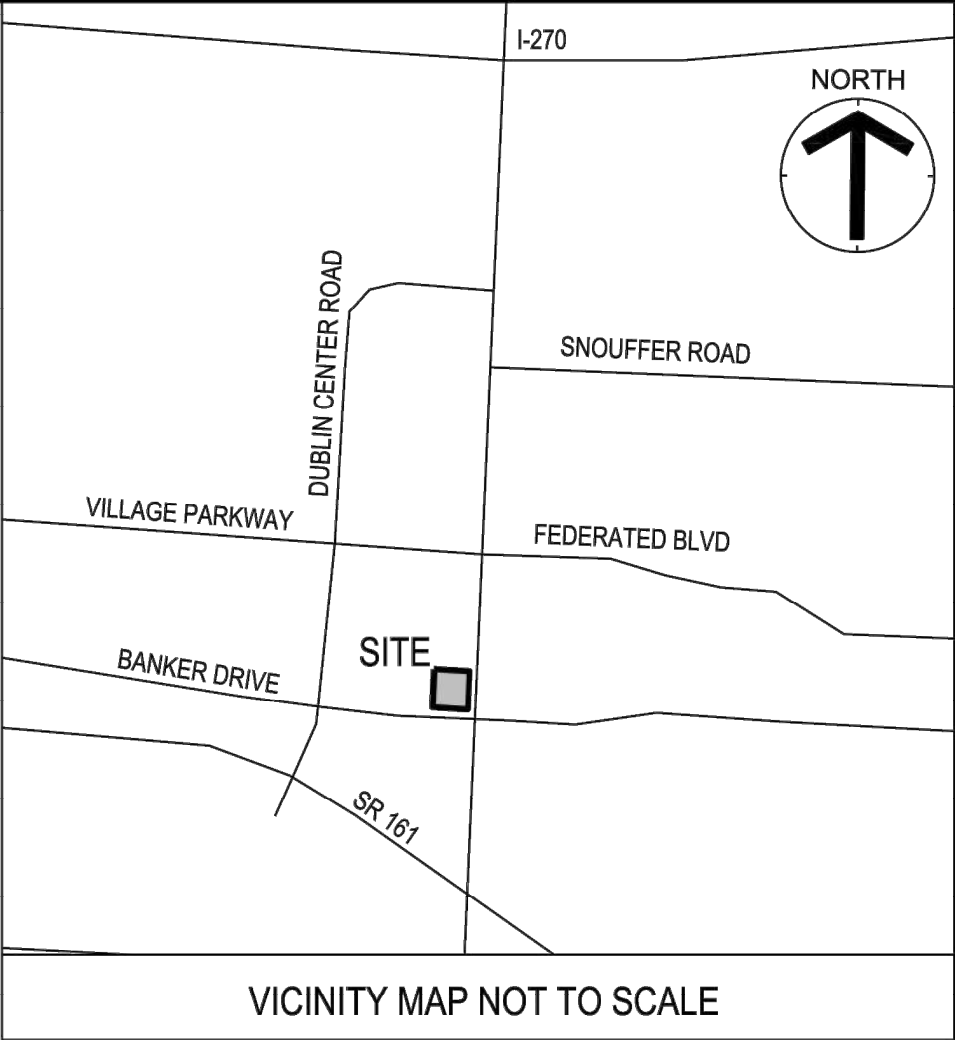 I-270
NORTH
DUBLIN CENTER ROAD
SNOUFFER ROAD
VILLAGE PARKWAY
FEDERATED BLVD
SITE
BANKER DRIVE
SR 161
VICINITY MAP NOT TO SCALE